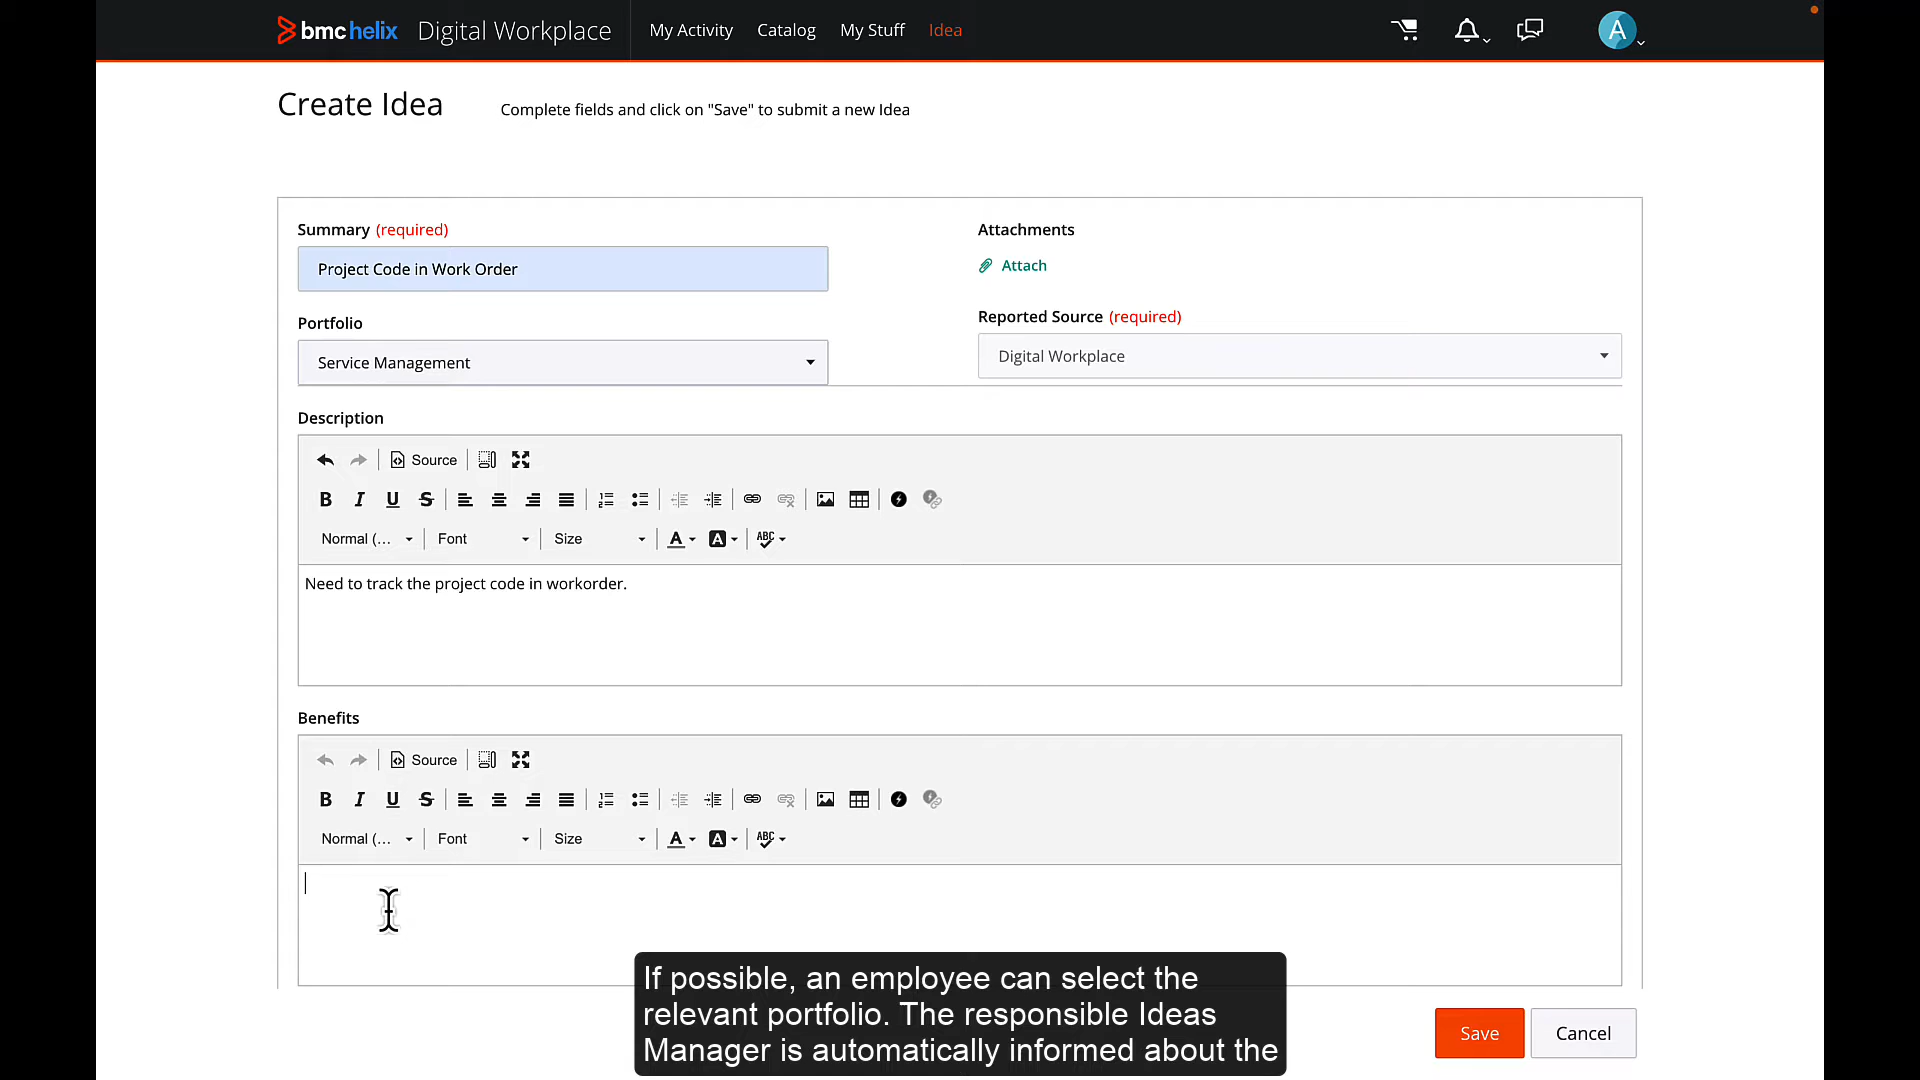 bmchelix Digital Workplace My Activity Catalog My Stuff Idea A
Create Idea Complete fields and click on "Save" to submit a new Idea
Summary (required)
Project Code in Work Order
Attachments
Attach
Portfolio
Service Management
Reported Source (required)
Digital Workplace
Description
Source
B I U S
Normal (... Font Size A A ABC
Need to track the project code in workorder.
Benefits
Source
B I U S
Normal (... Font Size A A ABC
If possible, an employee can select the
relevant portfolio. The responsible Ideas
Manager is automatically informed about the
Save Cancel